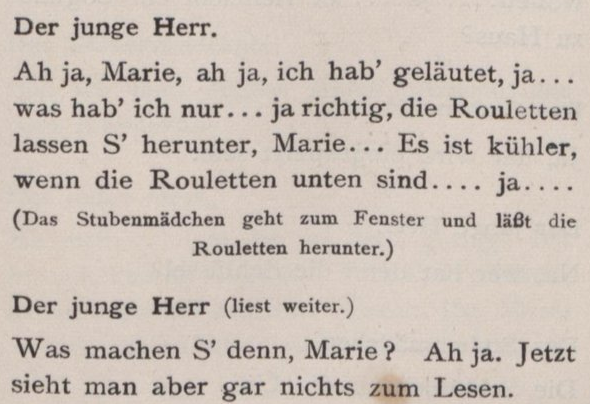 Der junge Herr.
Ah ja, Marie, ah ja, ich hab' geläutet, ja...
was hab' ich nur... ja richtig, die Rouletten
lassen S' herunter, Marie... Es ist kühler,
wenn die Rouletten unten sind.... ja....
(Das Stubenmädchen geht zum Fenster und läßt die
Rouletten herunter.)
Der junge Herr (liest weiter.)
Was machen S' denn, Marie? Ah ja. Jetzt
sieht man aber gar nichts zum Lesen.